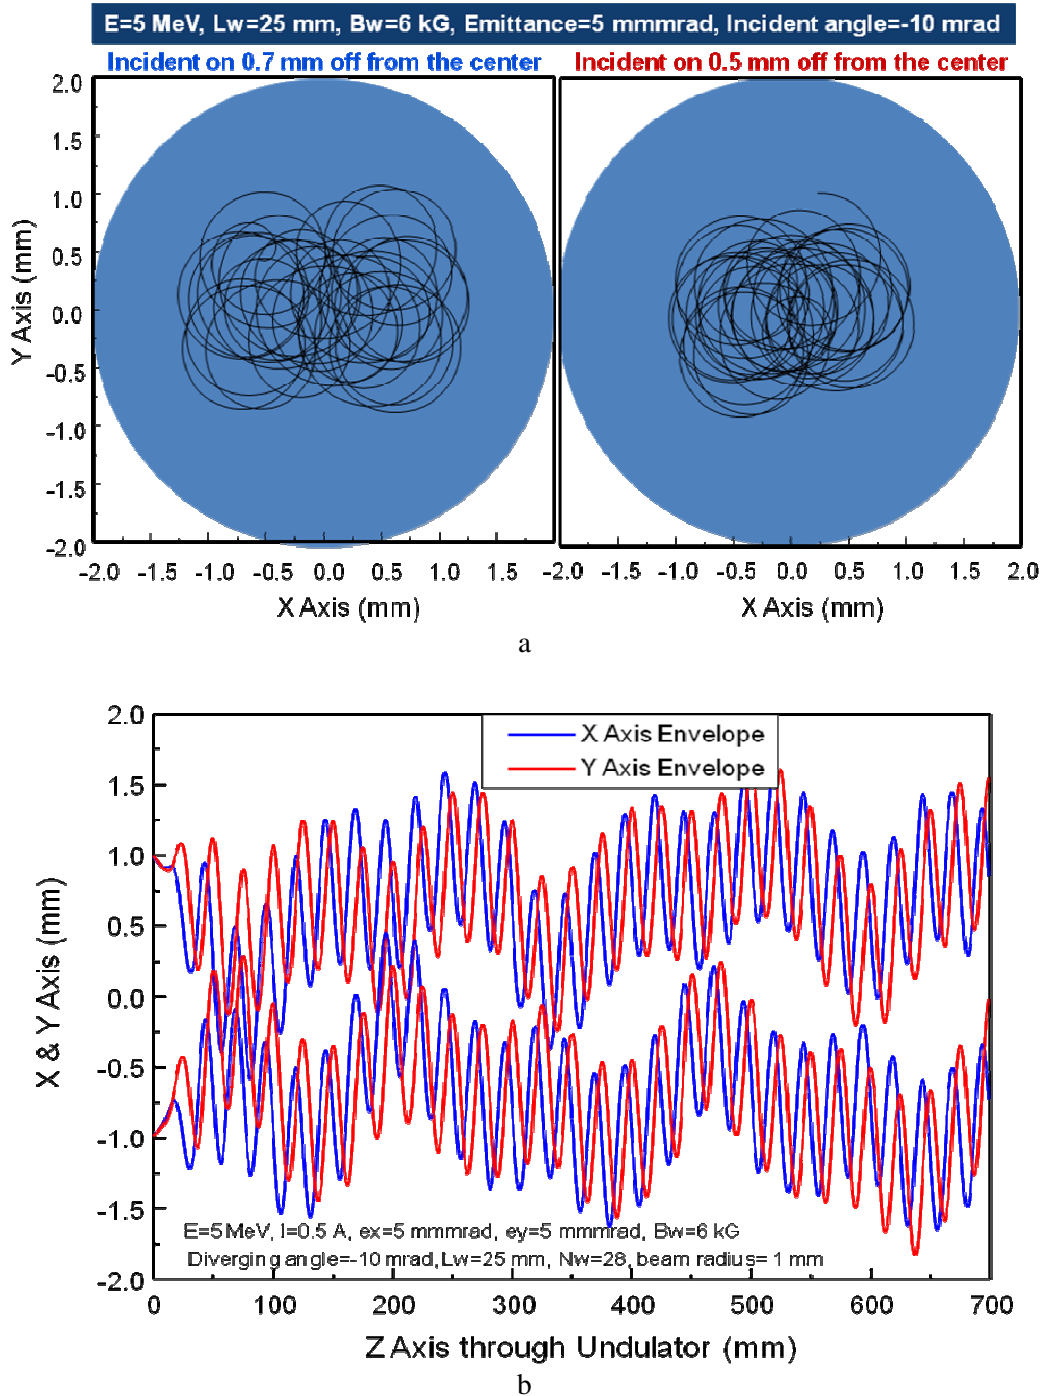 E=5 MeV, Lw=25 mm, Bw=6 kG, Emittance=5 mmmrad, Incident angle=-10 mrad
Incident on 0.7 mm off from the center
Incident on 0.5 mm off from the center
2.0
1.5
1.0
0.5
0.0
-0.5
-1.0
-1.5
-2.0
Y Axis (mm)
-2.0 -1.5 -1.0 -0.5 0.0 0.5 1.0 1.5
-2.0 -1.5 -1.0 -0.5 0.0 0.5 1.0 1.5 2.0
X Axis (mm)
X Axis (mm)
a
X Axis Envelope
Y Axis Envelope
2.0
1.5
1.0
0.5
0.0
-0.5
-1.0
-1.5
-2.0
X & Y Axis (mm)
E=5 MeV, I=0.5 A, ex=5 mmmrad, ey=5 mmmrad, Bw=6 kG
Diverging angle=-10 mrad, Lw=25 mm, Nw=28, beam radius= 1 mm
0 100 200 300 400 500 600 700
Z Axis through Undulator (mm)
b